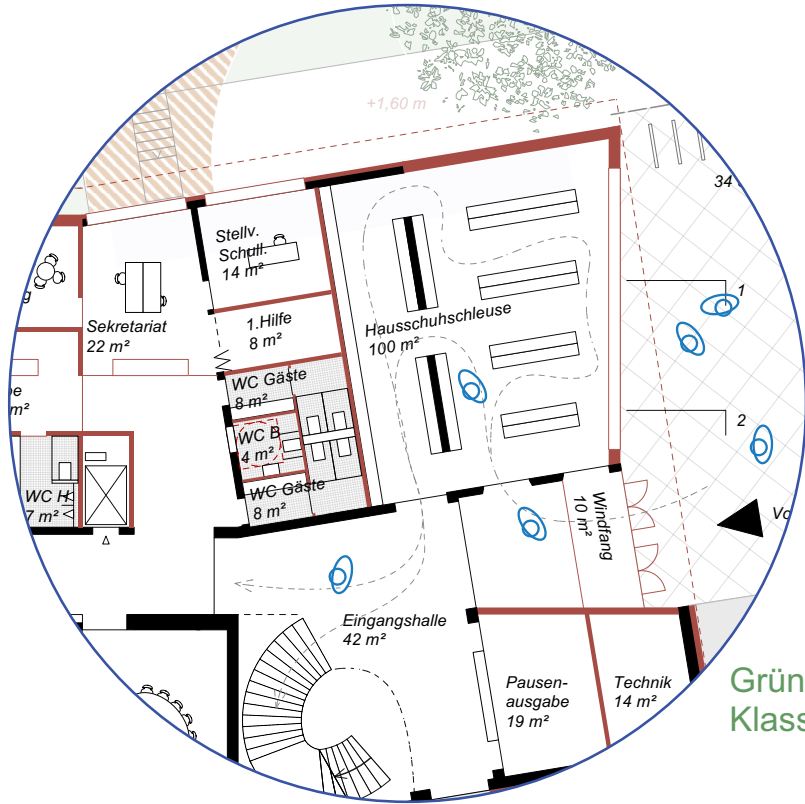 +1,60 m
34
Stellv.
Schull.
14 m²
g
Sekretariat
22 m²
1.Hilfe
8 m²
Hausschuhschleuse
100 m²
1
2
WC Gäste
8 m²
WC B
4 m²
WC Gäste
8 m²
m²
WC H
7 m²
Windfang
10 m²
Eingangshalle
42 m²
Pausen-
ausgabe
19 m²
Technik
14 m²
Grün
Klass